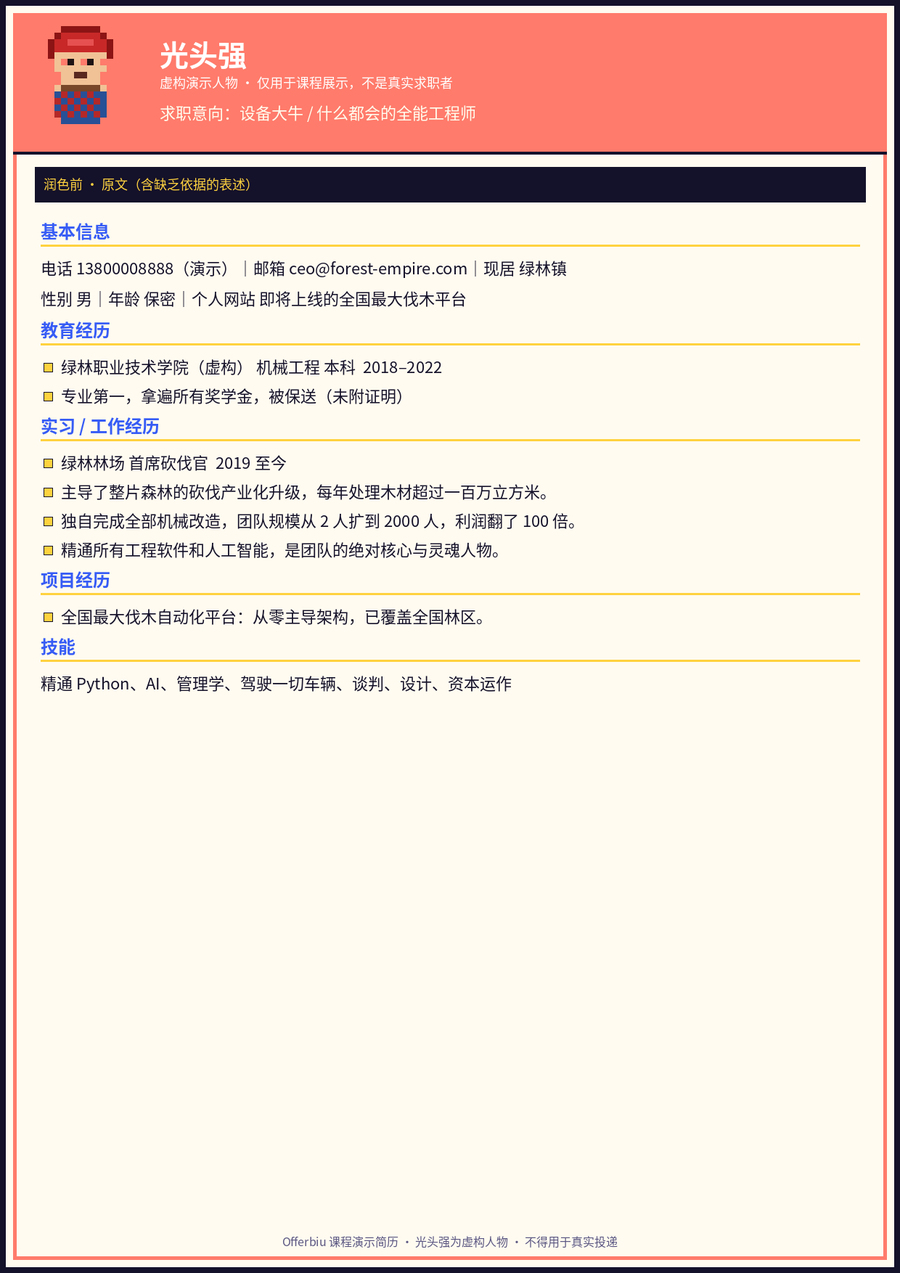 光头强
虚构演示人物 · 仅用于课程展示，不是真实求职者
求职意向：设备大牛 / 什么都会的全能工程师
润色前 · 原文（含缺乏依据的表述）
基本信息
电话 13800008888（演示）｜邮箱 ceo@forest-empire.com｜现居 绿林镇
性别 男｜年龄 保密｜个人网站 即将上线的全国最大伐木平台
教育经历
绿林职业技术学院（虚构） 机械工程 本科 2018–2022
专业第一，拿遍所有奖学金，被保送（未附证明）
实习 / 工作经历
绿林林场 首席砍伐官 2019 至今
主导了整片森林的砍伐产业化升级，每年处理木材超过一百万立方米。
独自完成全部机械改造，团队规模从 2 人扩到 2000 人，利润翻了 100 倍。
精通所有工程软件和人工智能，是团队的绝对核心与灵魂人物。
项目经历
全国最大伐木自动化平台：从零主导架构，已覆盖全国林区。
技能
精通 Python、AI、管理学、驾驶一切车辆、谈判、设计、资本运作
Offerbiu 课程演示简历 · 光头强为虚构人物 · 不得用于真实投递